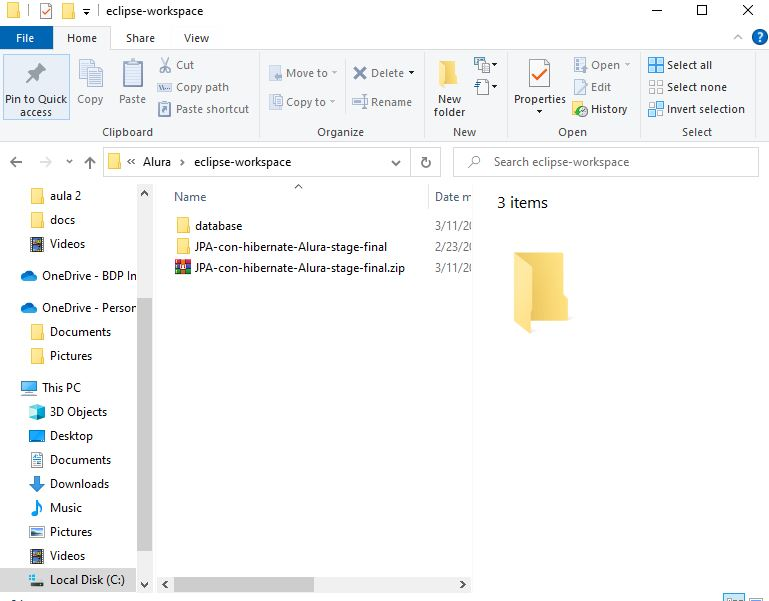 eclipse-workspace
File Home Share View
Pin to Quick access
Copy
Paste
Cut
Copy path
Paste shortcut
Clipboard
Move to
Copy to
Delete
Rename
Organize
New folder
New
Properties
Open
Edit
History
Open
Select all
Select none
Invert selection
Select
« Alura > eclipse-workspace
Search eclipse-workspace
aula 2
docs
Videos
OneDrive - BDP In
OneDrive - Person
Documents
Pictures
This PC
3D Objects
Desktop
Documents
Downloads
Music
Pictures
Videos
Local Disk (C:)
Name Date m
database 3/11/20
JPA-con-hibernate-Alura-stage-final 2/23/20
JPA-con-hibernate-Alura-stage-final.zip 3/11/20
3 items